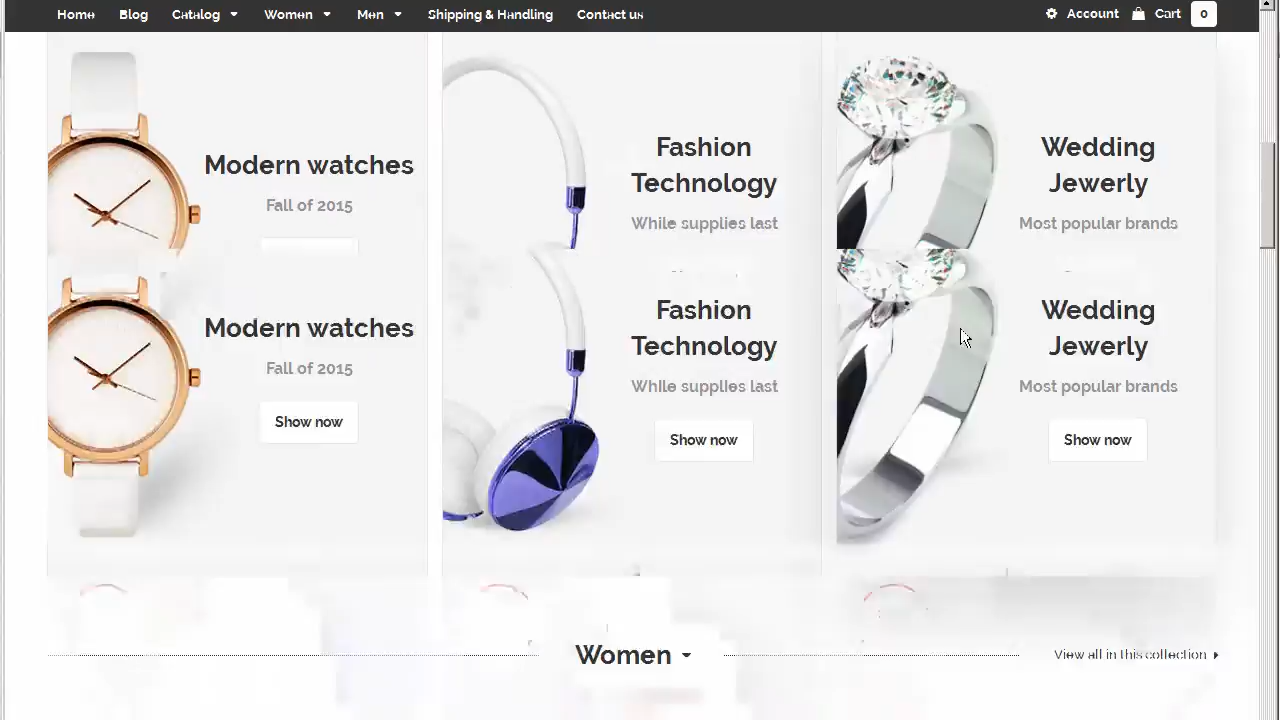 Home Blog Catalog Women Men Shipping & Handling Contact us Account Cart 0
Modern watches
Fall of 2015
Fashion
Technology
While supplies last
Wedding
Jewerly
Most popular brands
Modern watches
Fall of 2015
Show now
Fashion
Technology
While supplies last
Show now
Wedding
Jewerly
Most popular brands
Show now
Women
View all in this collection